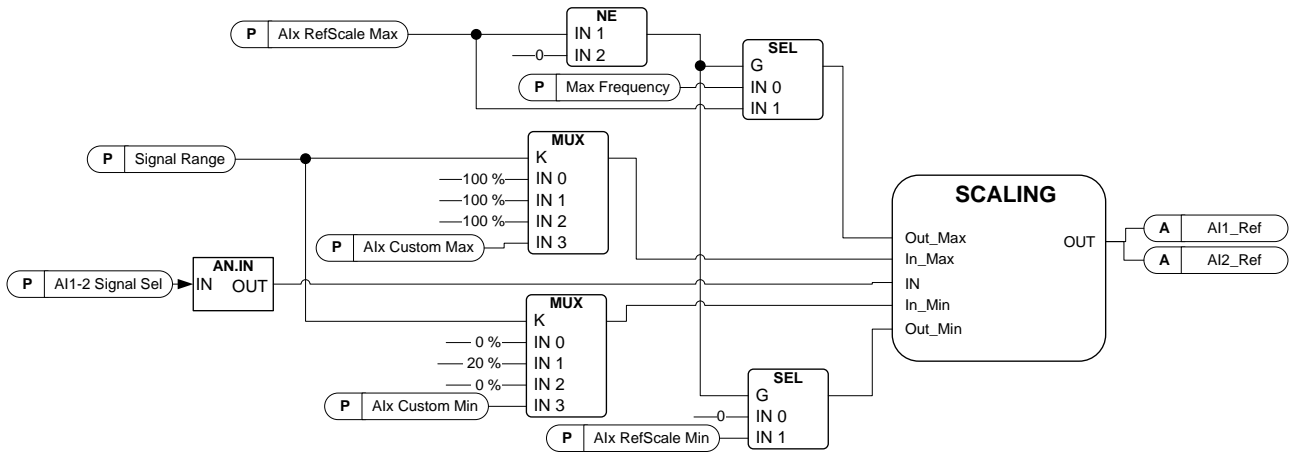 NE
P AIx RefScale Max
IN 1
0 IN 2
SEL
G
P Max Frequency
IN 0
IN 1
MUX
P Signal Range
K
100 % IN 0
100 % IN 1
100 % IN 2
P AIx Custom Max
IN 3
SCALING
Out_Max
In_Max
IN
In_Min
Out_Min
OUT
A AI1_Ref
A AI2_Ref
P AI1-2 Signal Sel
AN.IN
IN OUT
MUX
K
0 % IN 0
20 % IN 1
0 % IN 2
P AIx Custom Min
IN 3
SEL
G
0 IN 0
P AIx RefScale Min
IN 1